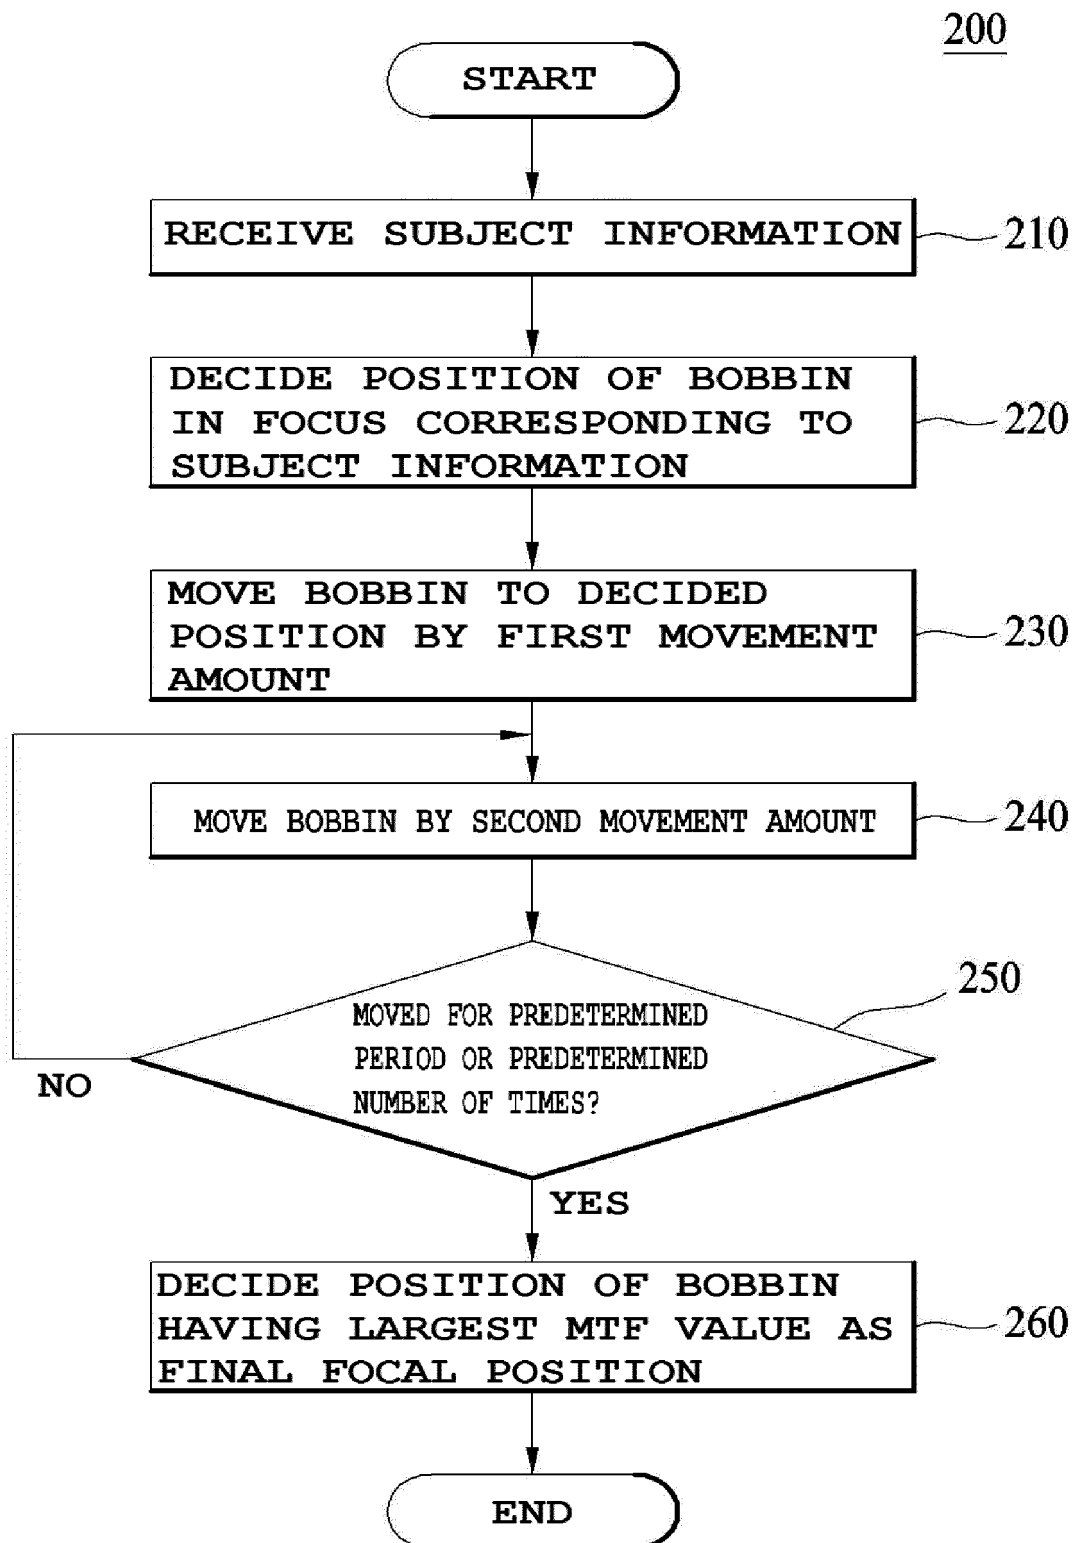 200
START
RECEIVE SUBJECT INFORMATION
210
DECIDE POSITION OF BOBBIN
IN FOCUS CORRESPONDING TO
SUBJECT INFORMATION
220
MOVE BOBBIN TO DECIDED
POSITION BY FIRST MOVEMENT
AMOUNT
230
MOVE BOBBIN BY SECOND MOVEMENT AMOUNT
240
MOVED FOR PREDETERMINED
PERIOD OR PREDETERMINED
NUMBER OF TIMES?
250
NO
YES
DECIDE POSITION OF BOBBIN
HAVING LARGEST MTF VALUE AS
FINAL FOCAL POSITION
260
END